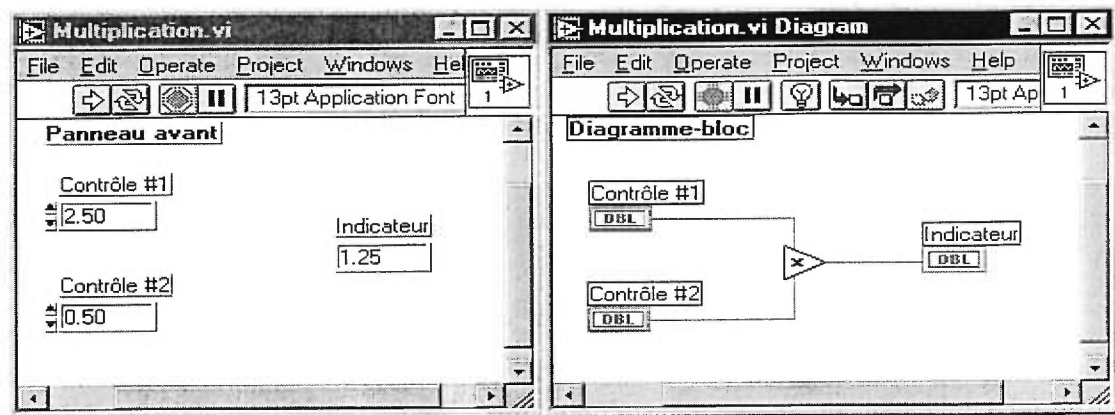 Multiplication.vi
File Edit Operate Project Windows Hel
13pt Application Font
1
Panneau avant
Contrôle #1
2.50
Indicateur
1.25
Contrôle #2
0.50
Multiplication.vi Diagram
File Edit Operate Project Windows Help
13pt Ap
1
Diagramme-bloc
Contrôle #1
DBL
Indicateur
DBL
x
Contrôle #2
DBL